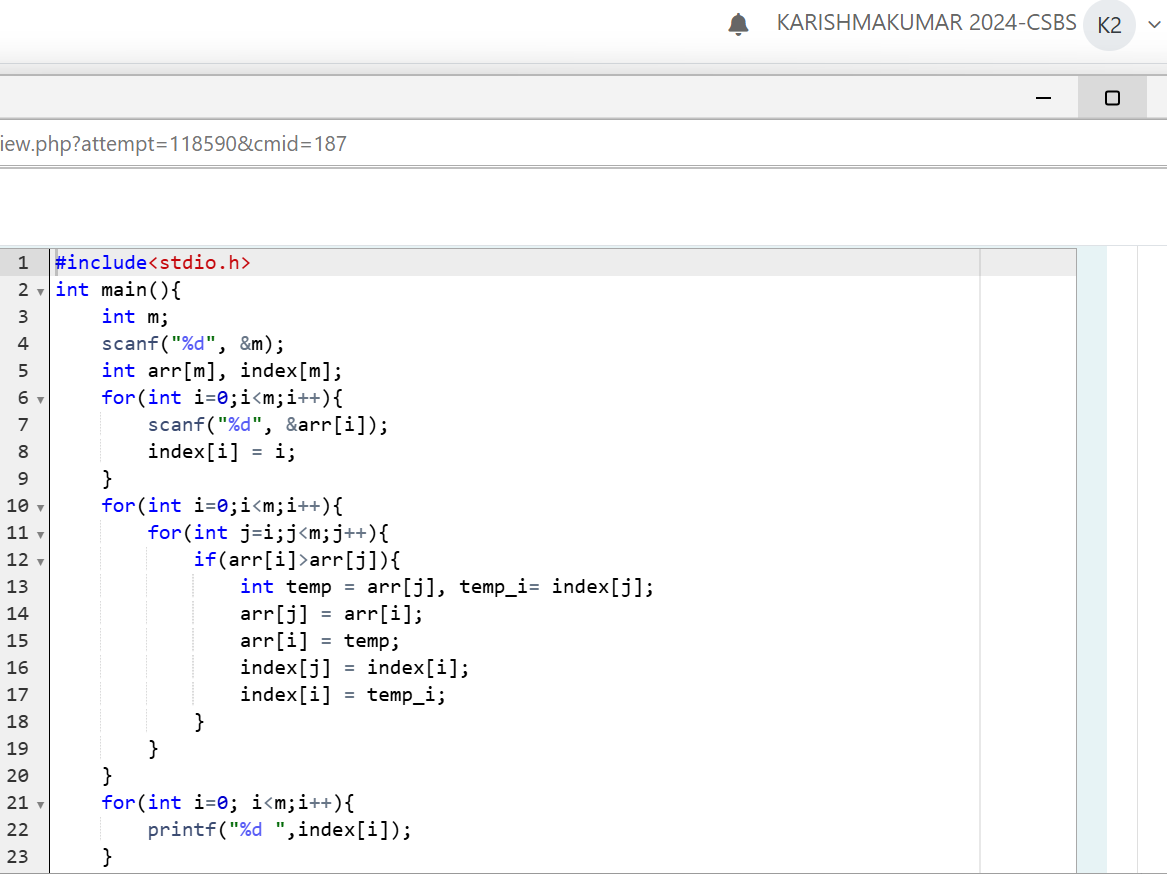 KARISHMAKUMAR 2024-CSBS K2
iew.php?attempt=118590&cmid=187
1 #include<stdio.h>
2 int main(){
3     int m;
4     scanf("%d", &m);
5     int arr[m], index[m];
6     for(int i=0;i<m;i++){
7         scanf("%d", &arr[i]);
8         index[i] = i;
9     }
10     for(int i=0;i<m;i++){
11         for(int j=i;j<m;j++){
12             if(arr[i]>arr[j]){
13                 int temp = arr[j], temp_i= index[j];
14                 arr[j] = arr[i];
15                 arr[i] = temp;
16                 index[j] = index[i];
17                 index[i] = temp_i;
18             }
19         }
20     }
21     for(int i=0; i<m;i++){
22         printf("%d ",index[i]);
23     }